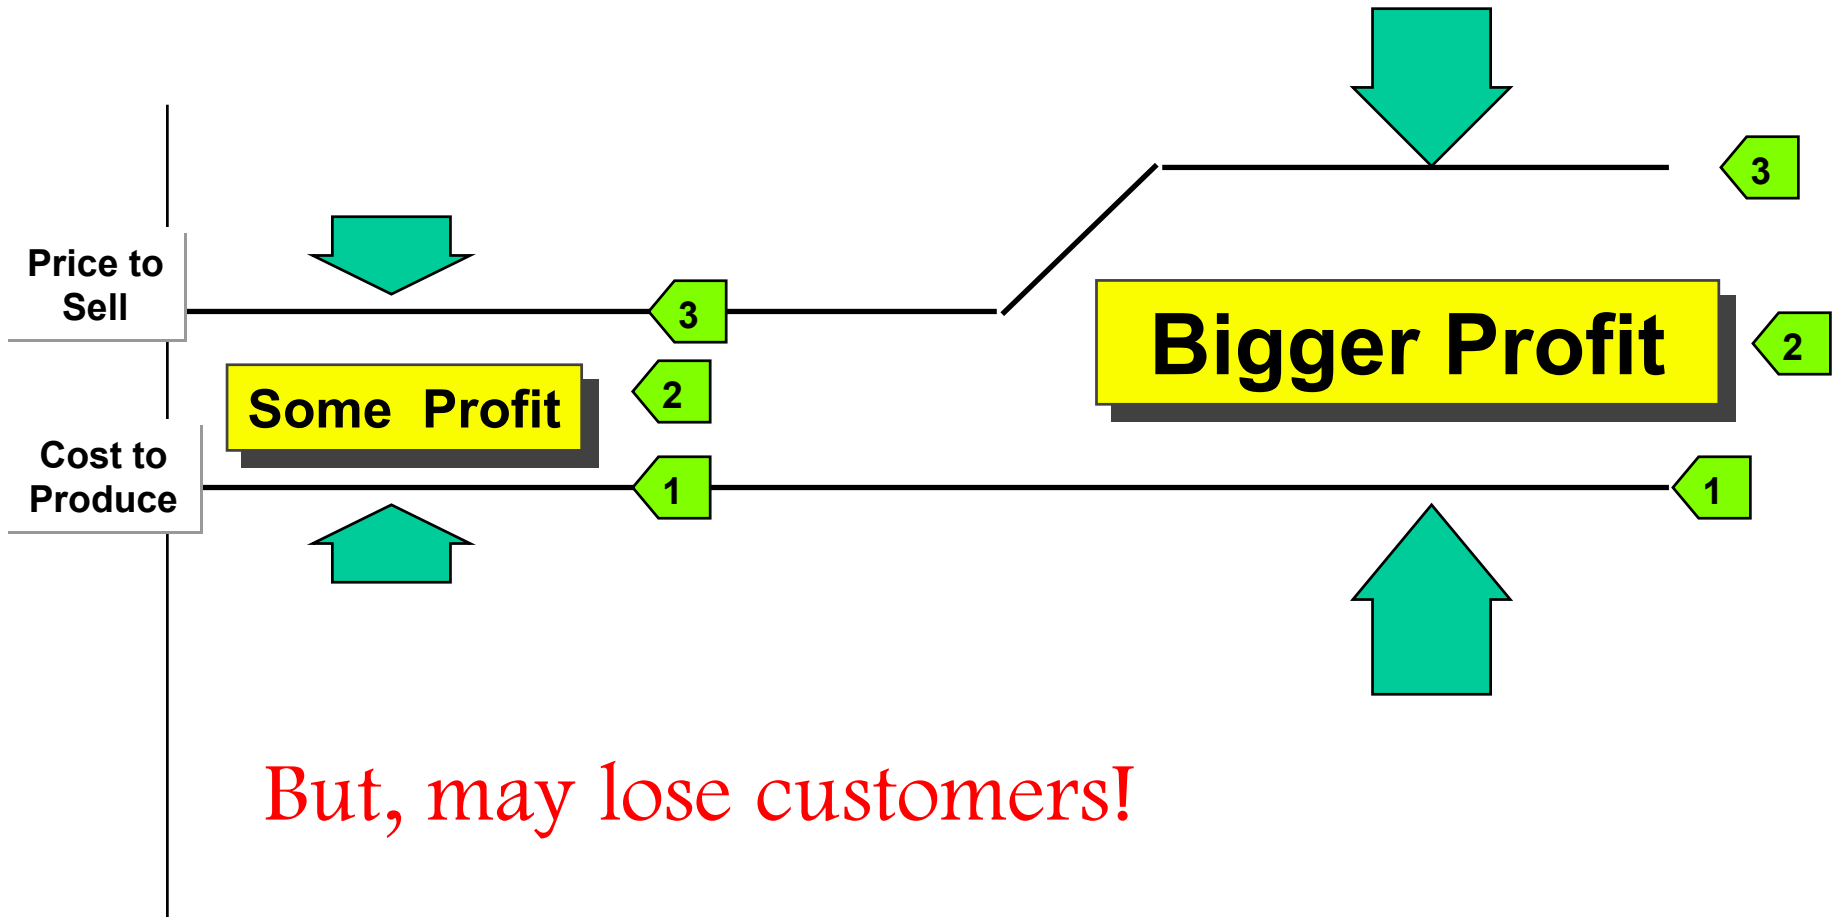 3
Price to
Sell
3
Bigger Profit
2
Some Profit
2
Cost to
Produce
1
1
But, may lose customers!